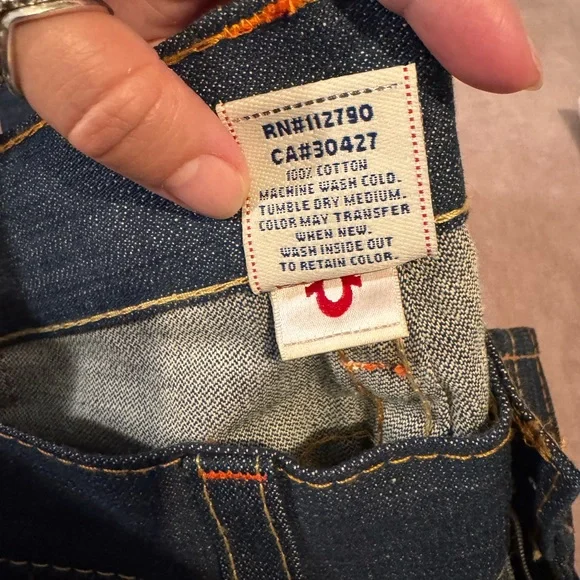 RN#112790
CA#30427
100% COTTON
MACHINE WASH COLD.
TUMBLE DRY MEDIUM.
COLOR MAY TRANSFER
WHEN NEW.
WASH INSIDE OUT
TO RETAIN COLOR.